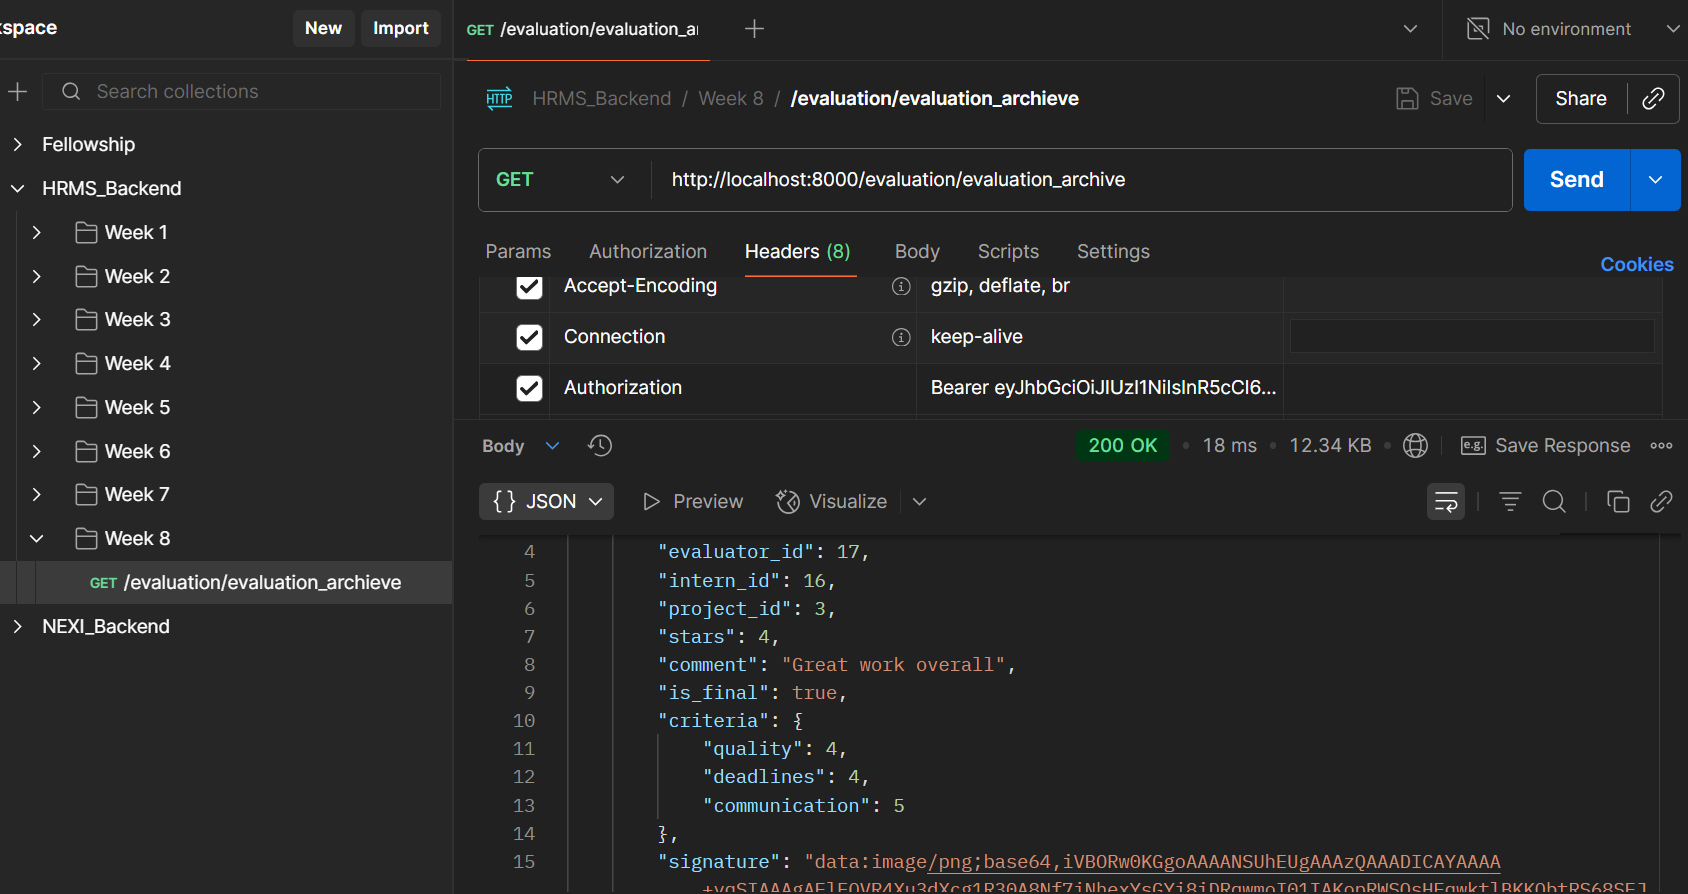 kspace
New
Import
GET /evaluation/evaluation_ar
No environment
Search collections
HTTP
HRMS_Backend / Week 8 / /evaluation/evaluation_archieve
Save
Share
Fellowship
HRMS_Backend
Week 1
Week 2
Week 3
Week 4
Week 5
Week 6
Week 7
Week 8
GET /evaluation/evaluation_archieve
NEXI_Backend
GET
http://localhost:8000/evaluation/evaluation_archive
Send
Params Authorization Headers (8) Body Scripts Settings
Cookies
Accept-Encoding gzip, deflate, br
Connection keep-alive
Authorization Bearer eyJhbGciOiJIUzI1NiIsInR5cCI6...
Body
200 OK • 18 ms • 12.34 KB
e.g. Save Response
{} JSON
Preview
Visualize
4 "evaluator_id": 17,
5 "intern_id": 16,
6 "project_id": 3,
7 "stars": 4,
8 "comment": "Great work overall",
9 "is_final": true,
10 "criteria": {
11 "quality": 4,
12 "deadlines": 4,
13 "communication": 5
14 },
15 "signature": "data:image/png;base64,iVBORw0KGgoAAAANSUhEUgAAAzQAAADICAYAAAA